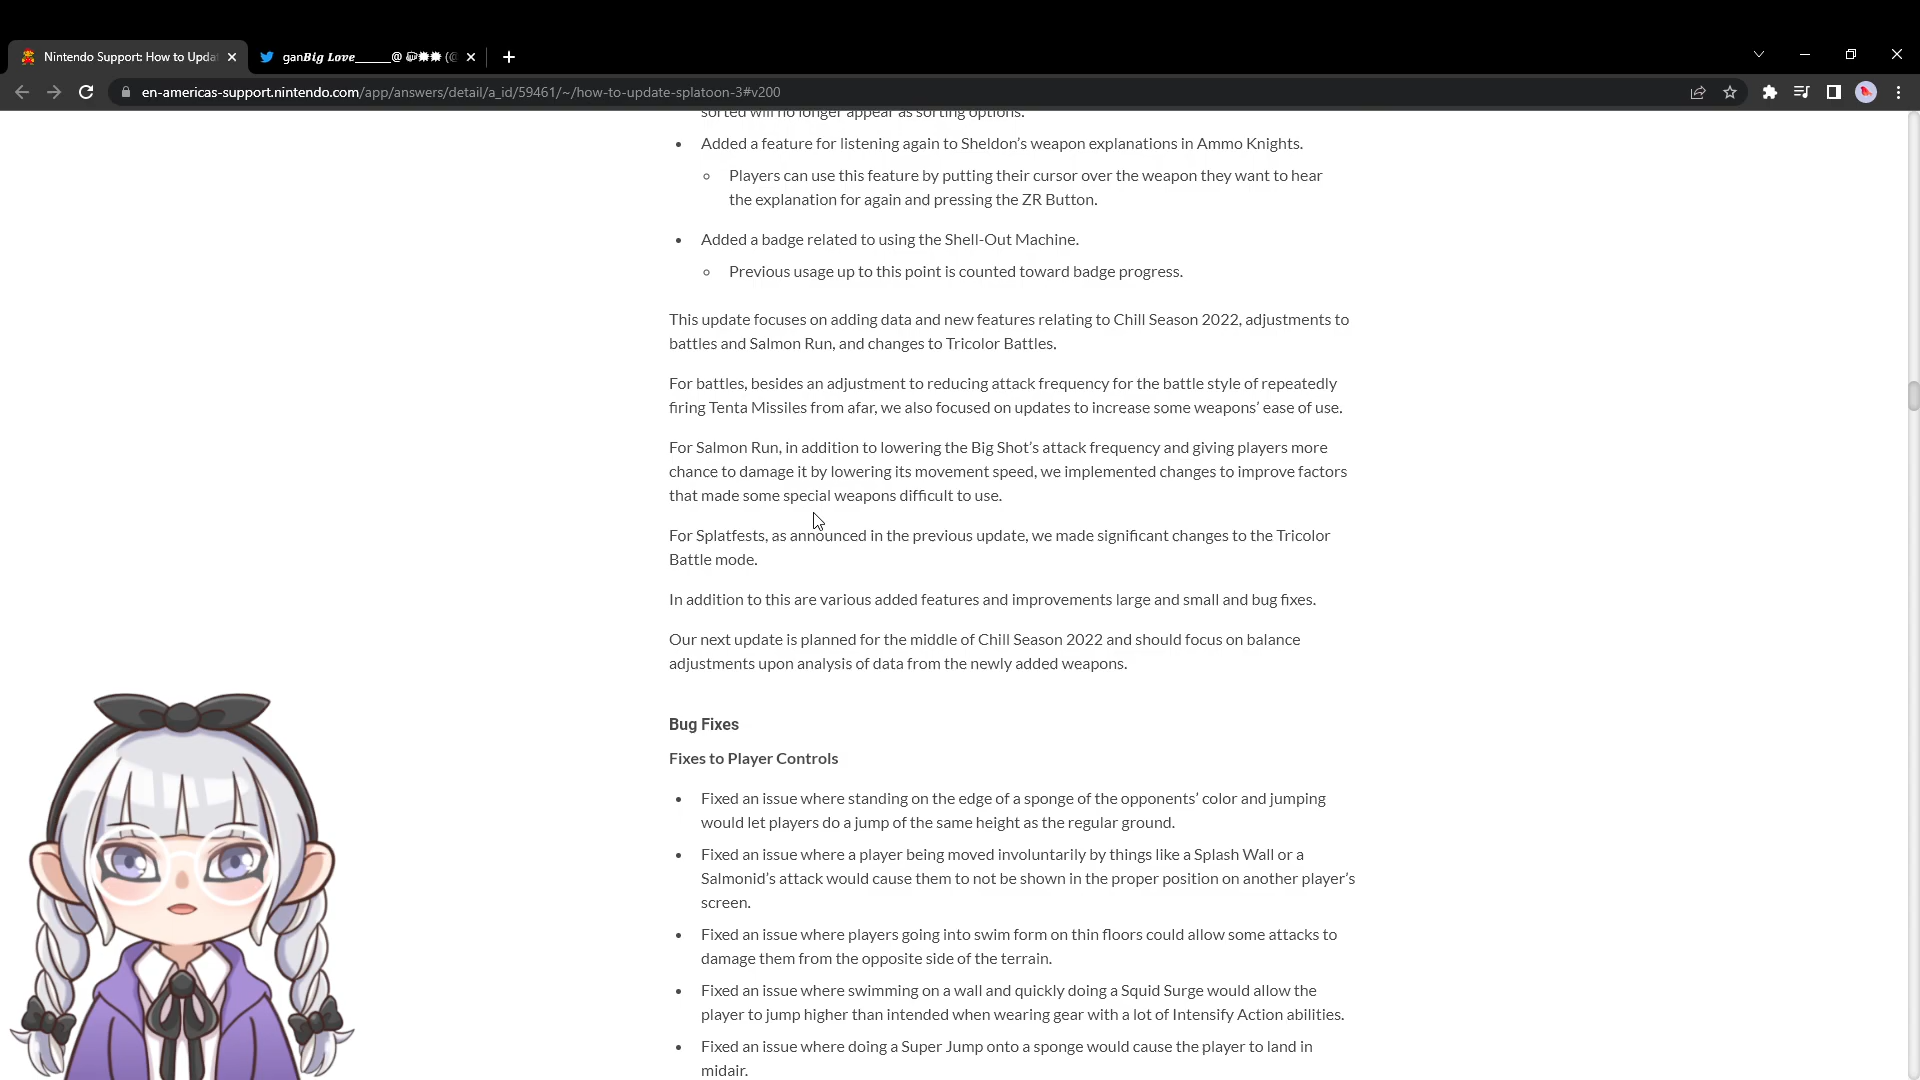 Nintendo Support: How to Upda
ganBig Love_____@
en-americas-support.nintendo.com/app/answers/detail/a_id/59461/~/how-to-update-splatoon-3#v200
sorted will no longer appear as sorting options.
• Added a feature for listening again to Sheldon’s weapon explanations in Ammo Knights.
◦ Players can use this feature by putting their cursor over the weapon they want to hear
the explanation for again and pressing the ZR Button.
• Added a badge related to using the Shell-Out Machine.
◦ Previous usage up to this point is counted toward badge progress.
This update focuses on adding data and new features relating to Chill Season 2022, adjustments to
battles and Salmon Run, and changes to Tricolor Battles.
For battles, besides an adjustment to reducing attack frequency for the battle style of repeatedly
firing Tenta Missiles from afar, we also focused on updates to increase some weapons’ ease of use.
For Salmon Run, in addition to lowering the Big Shot’s attack frequency and giving players more
chance to damage it by lowering its movement speed, we implemented changes to improve factors
that made some special weapons difficult to use.
For Splatfests, as announced in the previous update, we made significant changes to the Tricolor
Battle mode.
In addition to this are various added features and improvements large and small and bug fixes.
Our next update is planned for the middle of Chill Season 2022 and should focus on balance
adjustments upon analysis of data from the newly added weapons.
Bug Fixes
Fixes to Player Controls
• Fixed an issue where standing on the edge of a sponge of the opponents’ color and jumping
would let players do a jump of the same height as the regular ground.
• Fixed an issue where a player being moved involuntarily by things like a Splash Wall or a
Salmonid’s attack would cause them to not be shown in the proper position on another player’s
screen.
• Fixed an issue where players going into swim form on thin floors could allow some attacks to
damage them from the opposite side of the terrain.
• Fixed an issue where swimming on a wall and quickly doing a Squid Surge would allow the
player to jump higher than intended when wearing gear with a lot of Intensify Action abilities.
• Fixed an issue where doing a Super Jump onto a sponge would cause the player to land in
midair.